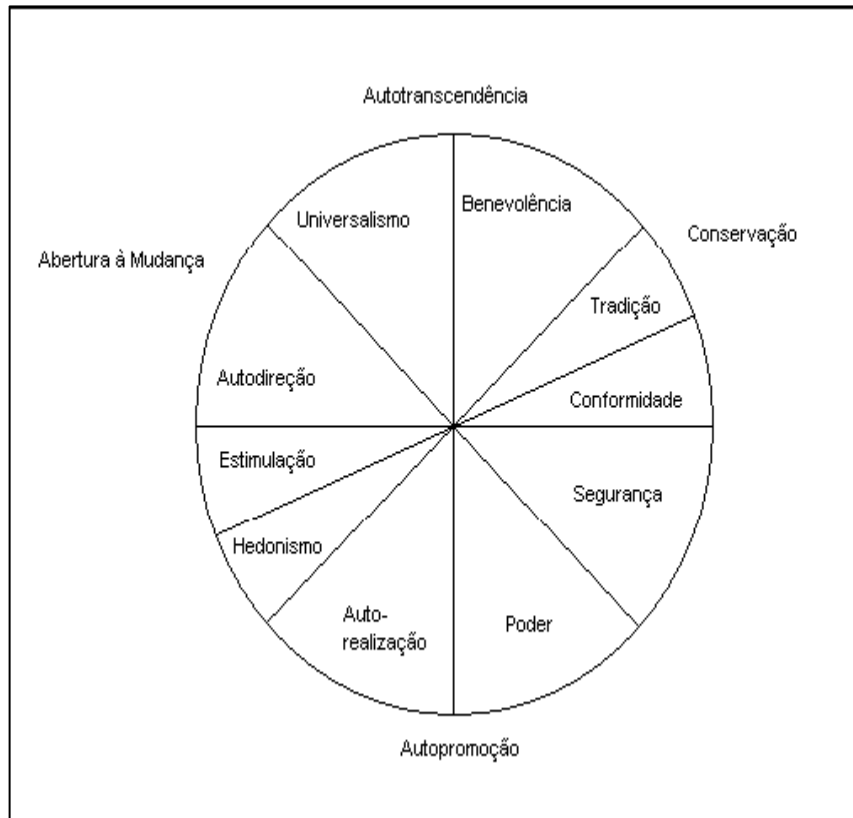 Autotranscendência
Universalismo
Benevolência
Conservação
Abertura à Mudança
Tradição
Autodireção
Conformidade
Estimulação
Segurança
Hedonismo
Auto-
realização
Poder
Autopromoção